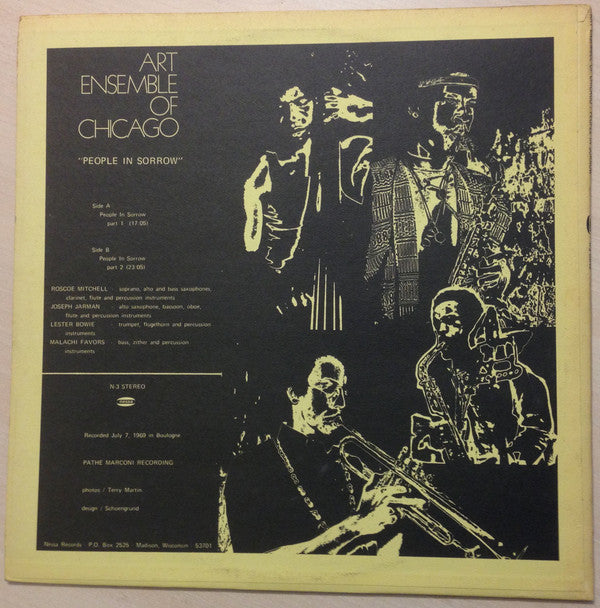 ART
ENSEMBLE
OF
CHICAGO
"PEOPLE IN SORROW"
Side A
People In Sorrow
part 1 (17:05)
Side B
People In Sorrow
part 2 (23:05)
ROSCOE MITCHELL - soprano, alto and bass saxophones,
clarinet, flute and percussion instruments
JOSEPH JARMAN - alto saxophone, bassoon, oboe,
flute and percussion instruments
LESTER BOWIE - trumpet, flugelhorn and percussion
instruments
MALACHI FAVORS - bass, zither and percussion
instruments
N-3 STEREO
Recorded July 7, 1969 in Boulogne
PATHE MARCONI RECORDING
photos / Terry Martin
design / Schoengrund
Nessa Records - P.O. Box 2525 - Madison, Wisconsin 53701